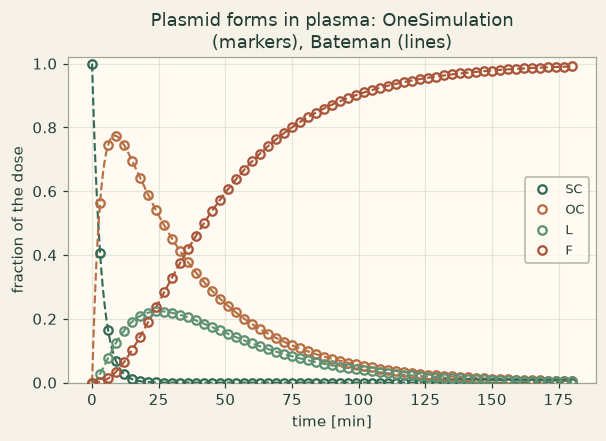 Plasmid forms in plasma: OneSimulation
(markers), Bateman (lines)
fraction of the dose
1.0
0.8
0.6
0.4
0.2
0.0
SC
OC
L
F
0 25 50 75 100 125 150 175
time [min]